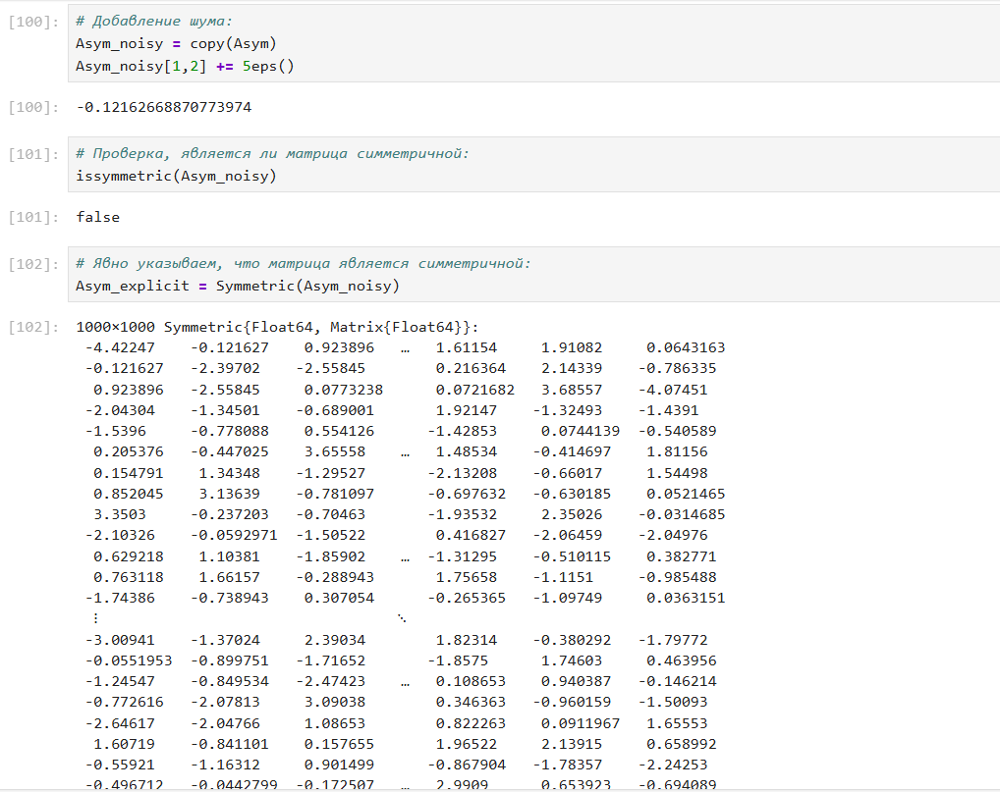 [100]: # Добавление шума:
Asym_noisy = copy(Asym)
Asym_noisy[1,2] += 5eps()
[100]: -0.12162668870773974
[101]: # Проверка, является ли матрица симметричной:
issymmetric(Asym_noisy)
[101]: false
[102]: # Явно указываем, что матрица является симметричной:
Asym_explicit = Symmetric(Asym_noisy)
[102]: 1000×1000 Symmetric{Float64, Matrix{Float64}}:
-4.42247 -0.121627 0.923896 … 1.61154 1.91082 0.0643163
-0.121627 -2.39702 -2.55845 0.216364 2.14339 -0.786335
0.923896 -2.55845 0.0773238 0.0721682 3.68557 -4.07451
-2.04304 -1.34501 -0.689001 1.92147 -1.32493 -1.4391
-1.5396 -0.778088 0.554126 -1.42853 0.0744139 -0.540589
0.205376 -0.447025 3.65558 … 1.48534 -0.414697 1.81156
0.154791 1.34348 -1.29527 -2.13208 -0.66017 1.54498
0.852045 3.13639 -0.781097 -0.697632 -0.630185 0.0521465
3.3503 -0.237203 -0.70463 -1.93532 2.35026 -0.0314685
-2.10326 -0.0592971 -1.50522 0.416827 -2.06459 -2.04976
0.629218 1.10381 -1.85902 … -1.31295 -0.510115 0.382771
0.763118 1.66157 -0.288943 1.75658 -1.1151 -0.985488
-1.74386 -0.738943 0.307054 -0.265365 -1.09749 0.0363151
⋮ ⋱
-3.00941 -1.37024 2.39034 1.82314 -0.380292 -1.79772
-0.0551953 -0.899751 -1.71652 -1.8575 1.74603 0.463956
-1.24547 -0.849534 -2.47423 … 0.108653 0.940387 -0.146214
-0.772616 -2.07813 3.09038 0.346363 -0.960159 -1.50093
-2.64617 -2.04766 1.08653 0.822263 0.0911967 1.65553
1.60719 -0.841101 0.157655 1.96522 2.13915 0.658992
-0.55921 -1.16312 0.901499 -0.867904 -1.78357 -2.24253
-0.496712 -0.0442799 -0.172507 … 2.9909 0.653923 -0.694089